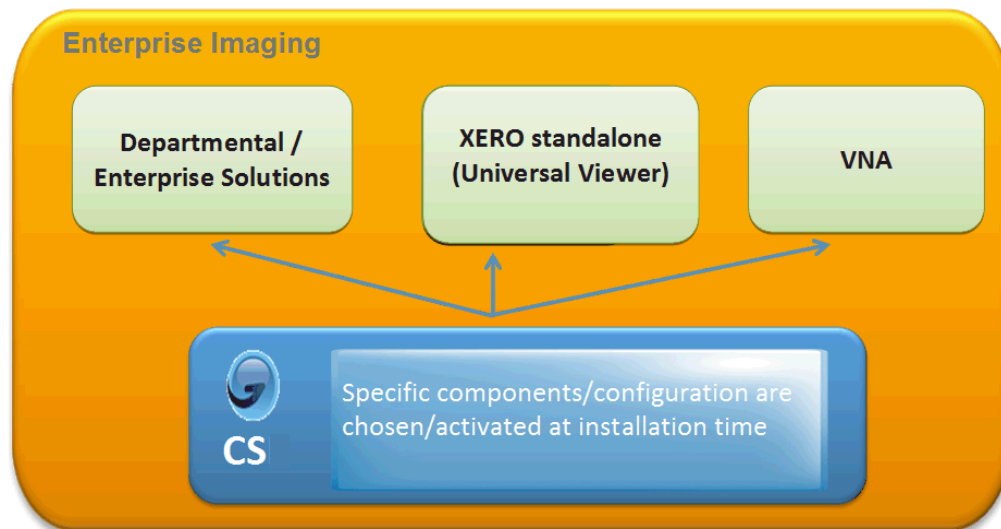 Enterprise Imaging
Departmental /
Enterprise Solutions
XERO standalone
(Universal Viewer)
VNA
CS
Specific components/configuration are
chosen/activated at installation time